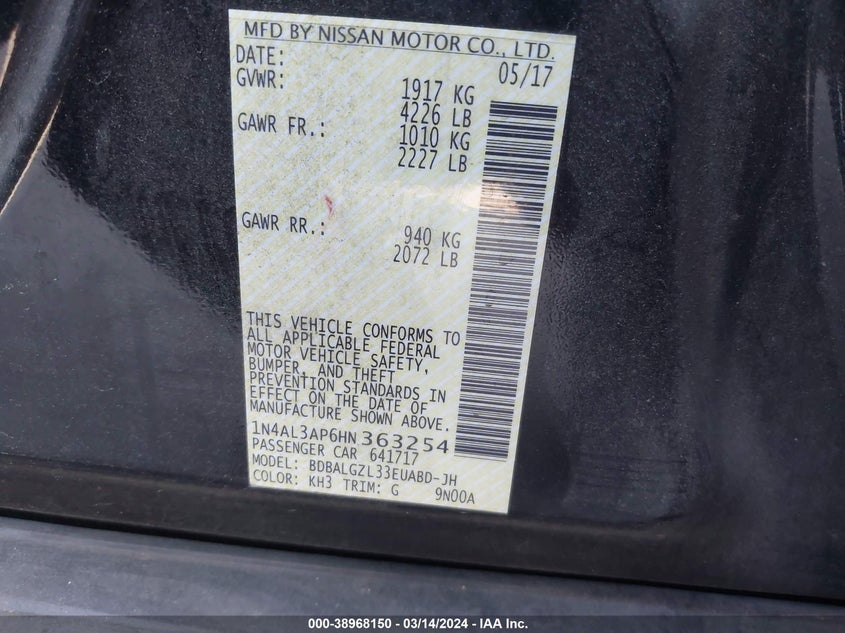 MFD BY NISSAN MOTOR CO., LTD.
DATE: 05/17
GVWR: 1917 KG
4226 LB
GAWR FR.: 1010 KG
2227 LB
GAWR RR.: 940 KG
2072 LB
THIS VEHICLE CONFORMS TO
ALL APPLICABLE FEDERAL
MOTOR VEHICLE SAFETY,
BUMPER, AND THEFT
PREVENTION STANDARDS IN
EFFECT ON THE DATE OF
MANUFACTURE SHOWN ABOVE.
1N4AL3AP6HN363254
PASSENGER CAR 641717
MODEL: BDBALGZL33EUABD-JH
COLOR: KH3 TRIM: G 9N00A
000-38968150 – 03/14/2024 – IAA Inc.